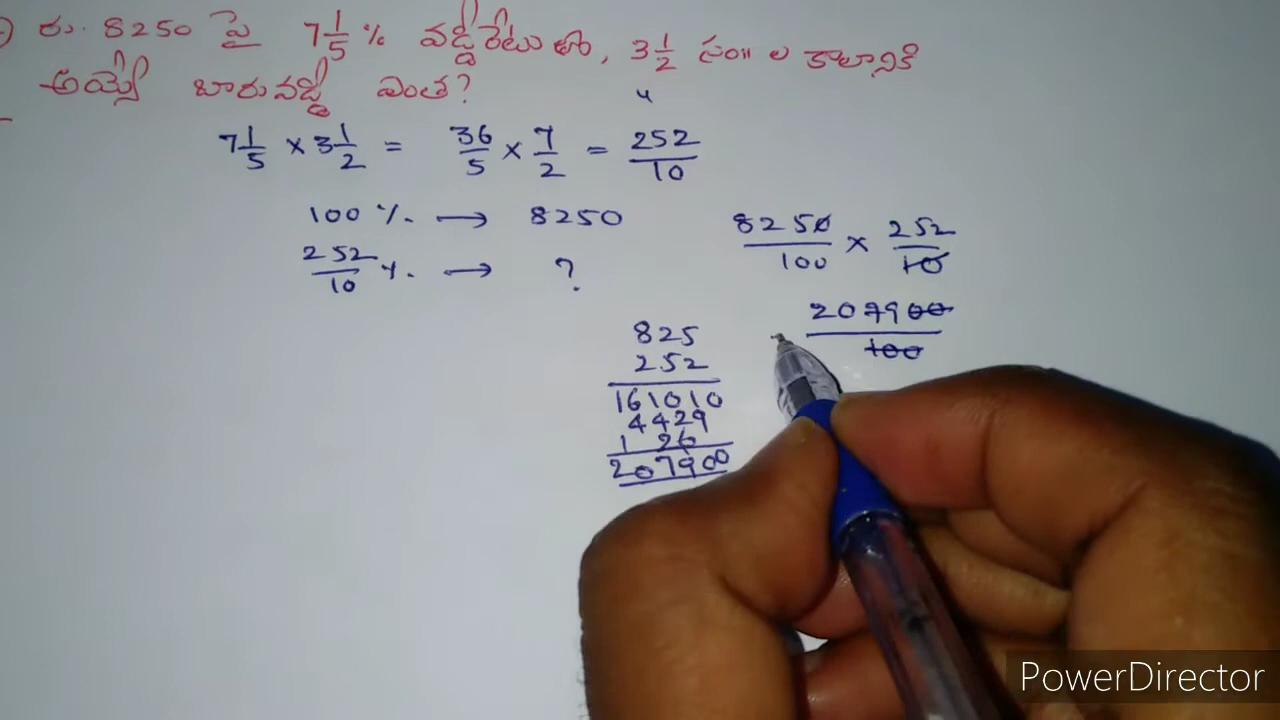 రు. 8250 పై 7 1/5 % వడ్డీరేటుతో, 3 1/2 సం॥ ల కాలానికి
అయ్యే బారువడ్డీ ఎంత?
7 1/5 × 3 1/2 = 36/5 × 7/2 = 252/10
100 % → 8250
252/10 % → ?
8250/100 × 252/10
207900/100
825
252
161010
4429
1 26
207900
PowerDirector